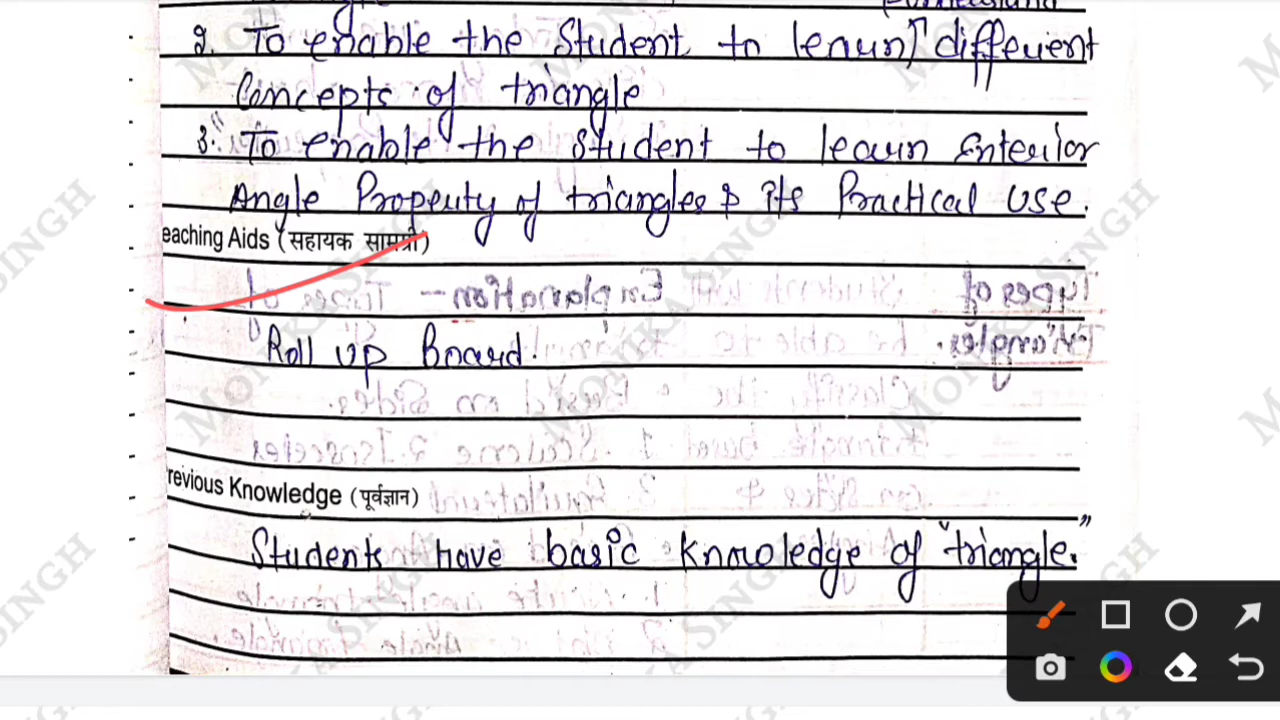 2. To enable the Student to learn different
Concepts of triangle
3. To enable the Student to learn Interior
Angle Property of triangles & its Practical Use.
eaching Aids (सहायक सामग्री)
"Roll up Board.
revious Knowledge (पूर्वज्ञान)
Students have basic knowledge of "triangle."